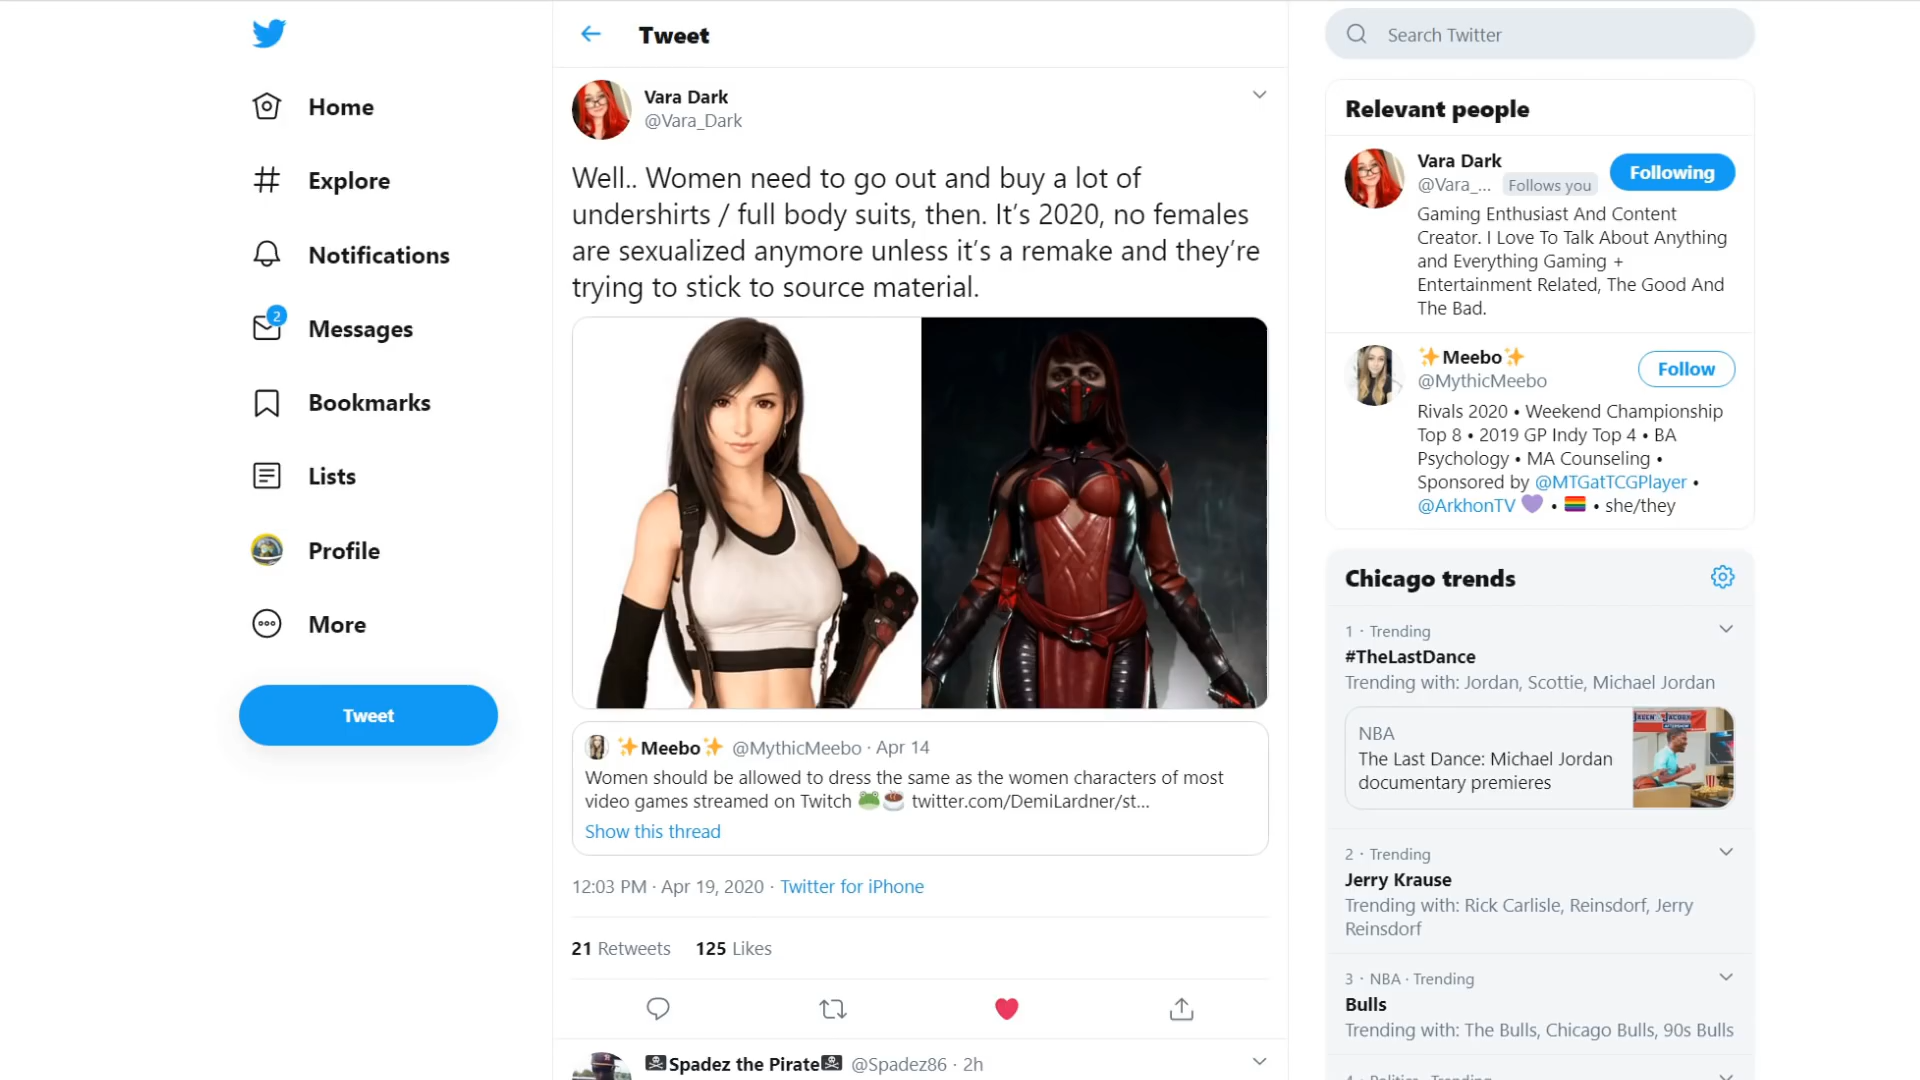 Home
Explore
Notifications
2
Messages
Bookmarks
Lists
Profile
More
Tweet
Tweet
Vara Dark
@Vara_Dark
Well.. Women need to go out and buy a lot of
undershirts / full body suits, then. It's 2020, no females
are sexualized anymore unless it's a remake and they're
trying to stick to source material.
✨Meebo✨ @MythicMeebo · Apr 14
Women should be allowed to dress the same as the women characters of most
video games streamed on Twitch 🐸☕ twitter.com/DemiLardner/st...
Show this thread
12:03 PM · Apr 19, 2020 · Twitter for iPhone
21 Retweets 125 Likes
🏴‍☠️Spadez the Pirate🏴‍☠️ @Spadez86 · 2h
Search Twitter
Relevant people
Vara Dark
@Vara_... Follows you
Following
Gaming Enthusiast And Content
Creator. I Love To Talk About Anything
and Everything Gaming +
Entertainment Related, The Good And
The Bad.
✨Meebo✨
@MythicMeebo
Follow
Rivals 2020 • Weekend Championship
Top 8 • 2019 GP Indy Top 4 • BA
Psychology • MA Counseling •
Sponsored by @MTGatTCGPlayer •
@ArkhonTV 💜 • 🏳️‍🌈 • she/they
Chicago trends
1 · Trending
#TheLastDance
Trending with: Jordan, Scottie, Michael Jordan
NBA
The Last Dance: Michael Jordan
documentary premieres
2 · Trending
Jerry Krause
Trending with: Rick Carlisle, Reinsdorf, Jerry
Reinsdorf
3 · NBA · Trending
Bulls
Trending with: The Bulls, Chicago Bulls, 90s Bulls
4 · Politics · Trending